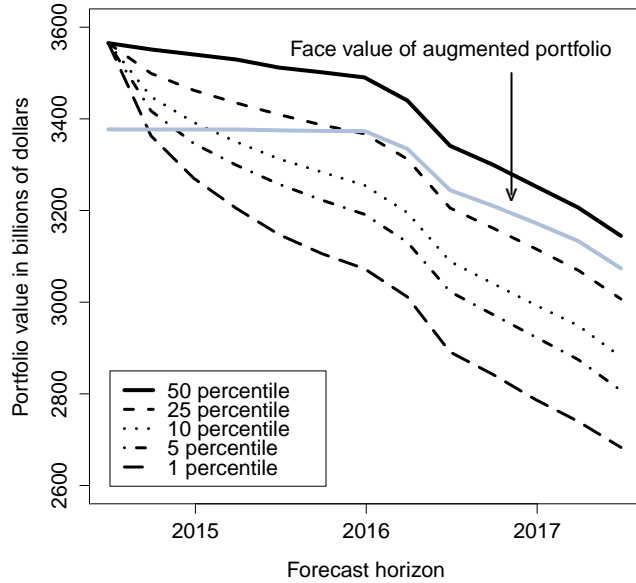 Face value of augmented portfolio
Portfolio value in billions of dollars
3600
3400
3200
3000
2800
2600
50 percentile
25 percentile
10 percentile
5 percentile
1 percentile
2015 2016 2017
Forecast horizon